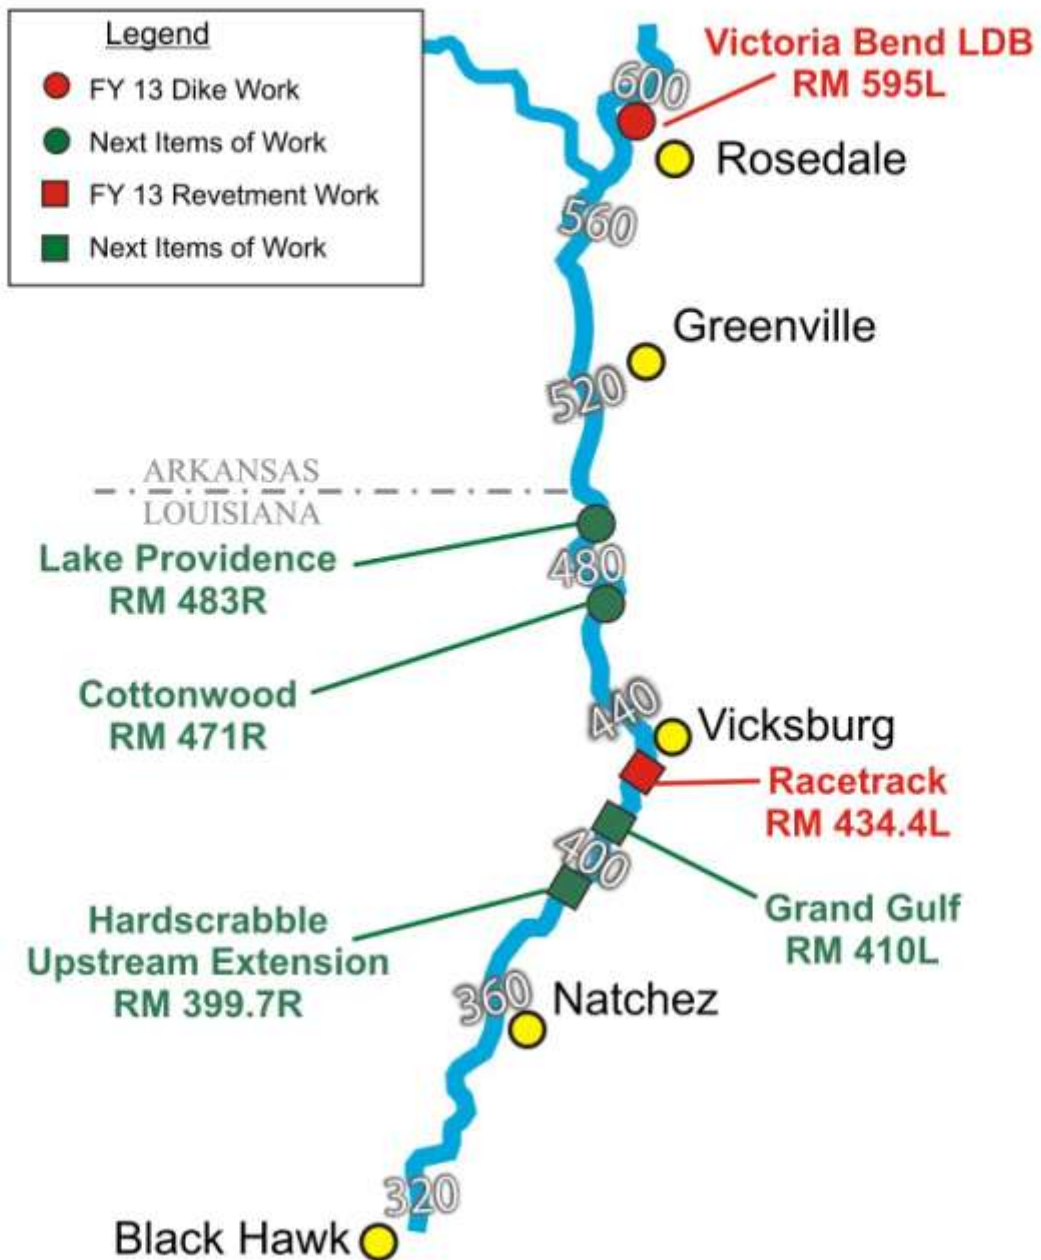 Legend
FY 13 Dike Work
Next Items of Work
FY 13 Revetment Work
Next Items of Work
Victoria Bend LDB
RM 595L
600
Rosedale
560
Greenville
520
ARKANSAS
LOUISIANA
Lake Providence
RM 483R
480
Cottonwood
RM 471R
440
Vicksburg
Racetrack
RM 434.4L
400
Grand Gulf
RM 410L
Hardscrabble
Upstream Extension
RM 399.7R
360
Natchez
320
Black Hawk